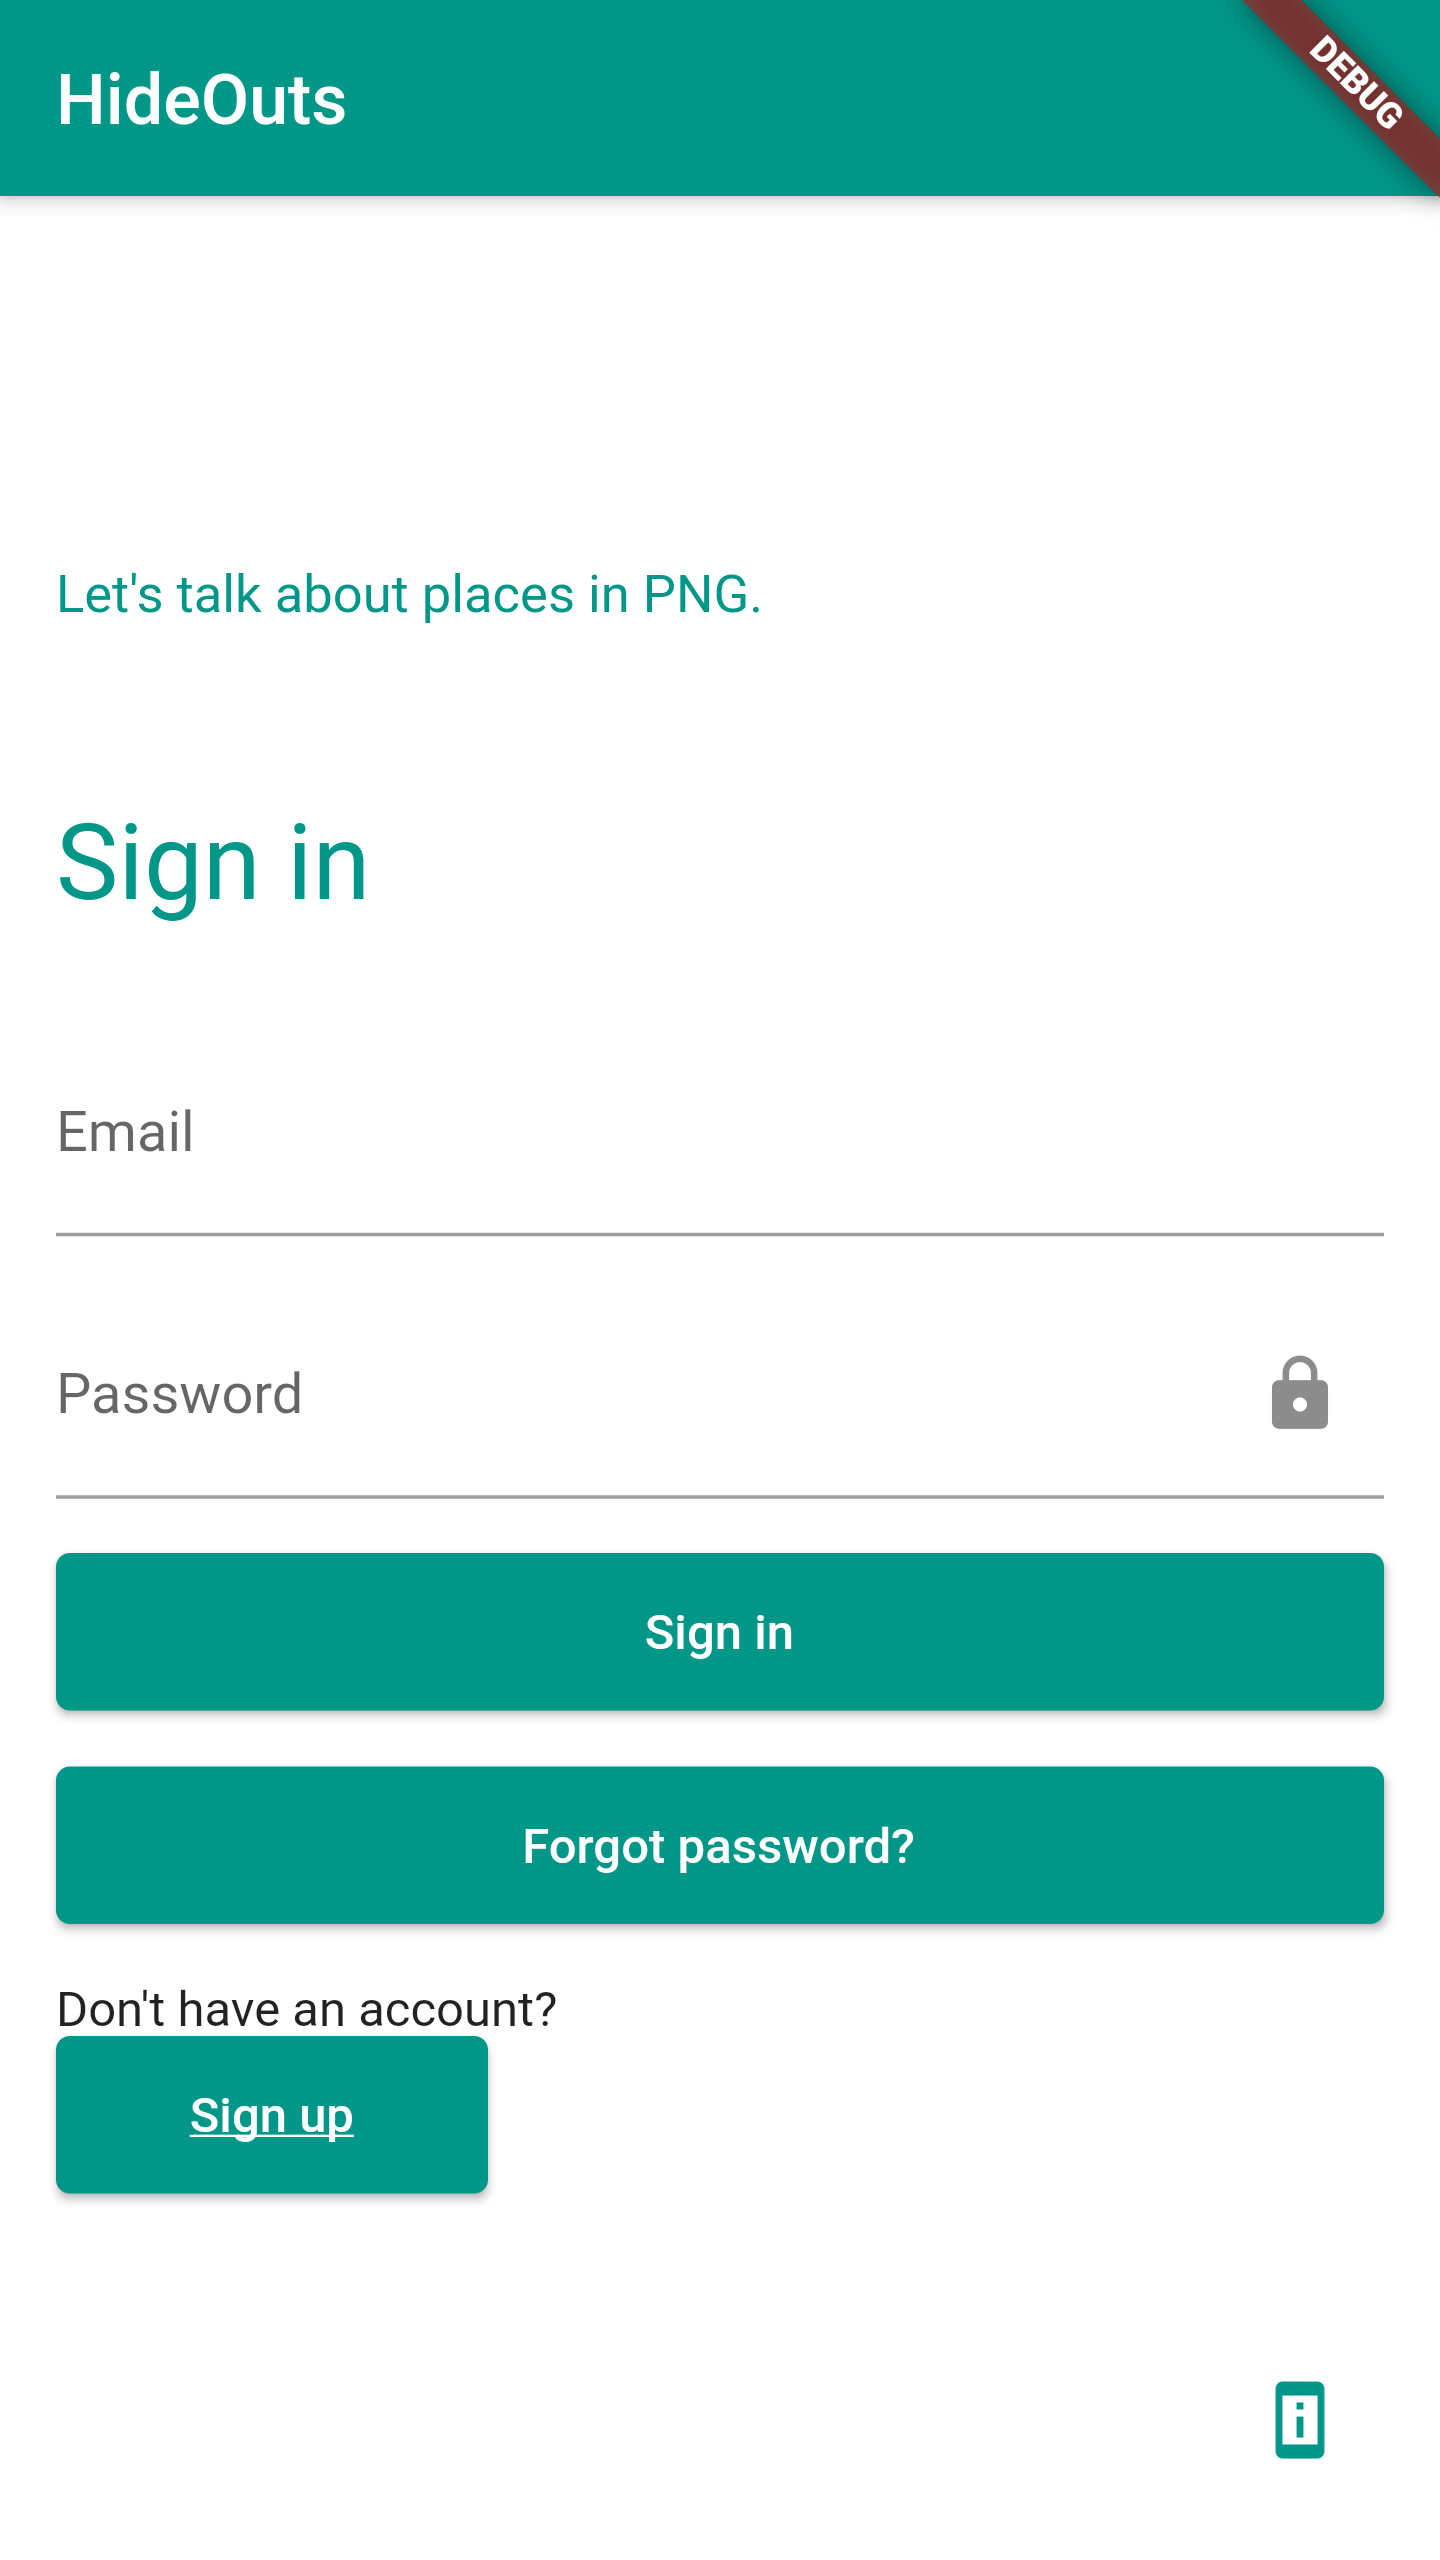 HideOuts
DEBUG
Let's talk about places in PNG.
Sign in
Email
Password
Sign in
Forgot password?
Don't have an account?
Sign up